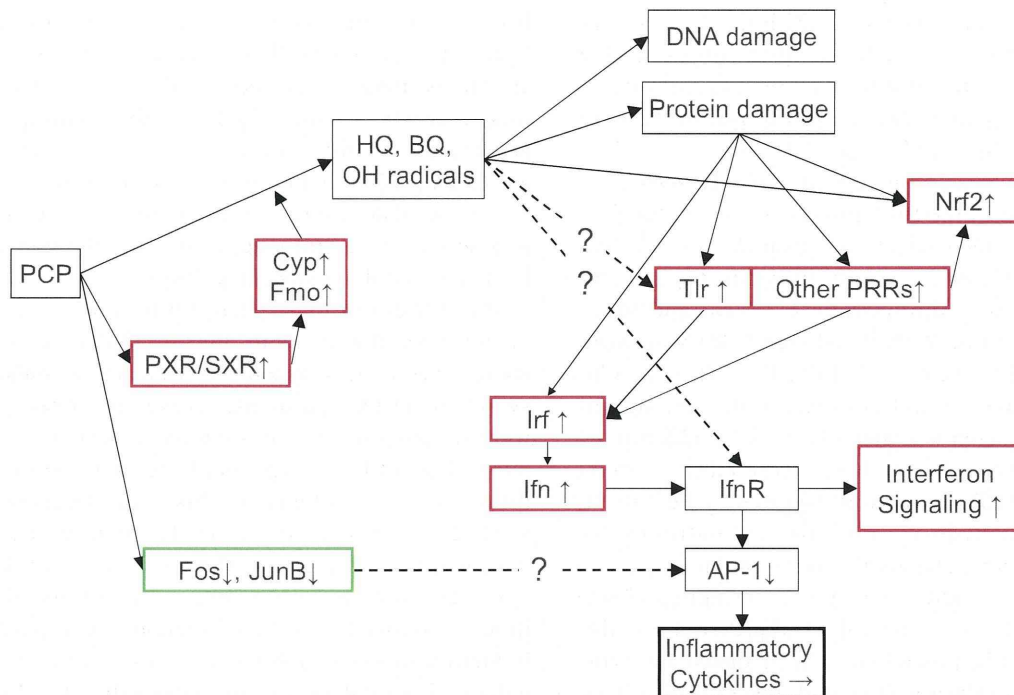 DNA damage
Protein damage
HQ, BQ,
OH radicals
Nrf2↑
?
?
PCP
Cyp↑
Fmo↑
Tlr ↑
Other PRRs↑
PXR/SXR↑
Irf ↑
Ifn ↑
IfnR
Interferon
Signaling ↑
Fos↓, JunB↓
?
AP-1↓
Inflammatory
Cytokines →